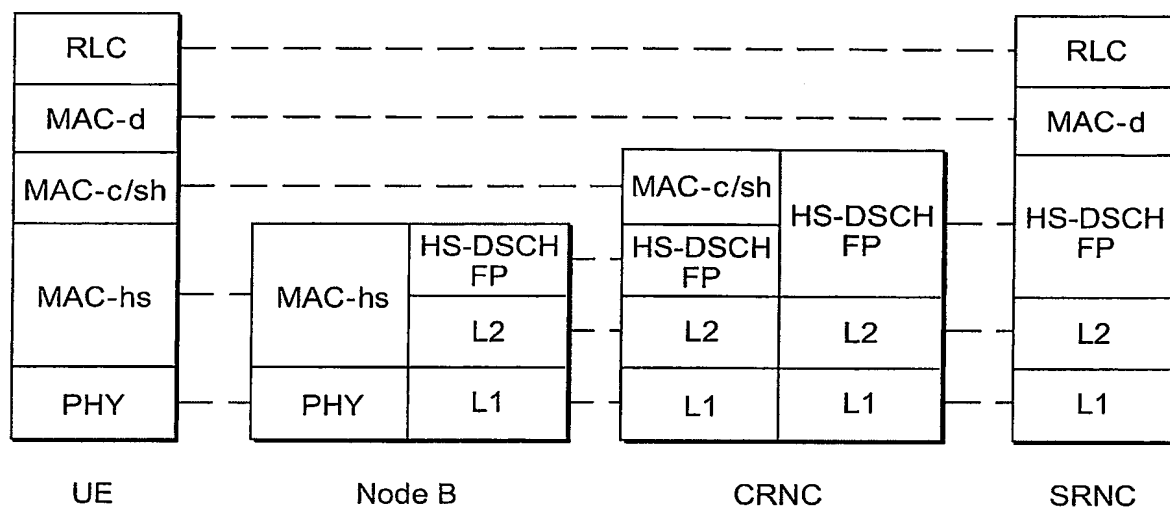 RLC
MAC-d
MAC-c/sh
MAC-hs
PHY
UE
MAC-hs
PHY
HS-DSCH
FP
L2
L1
Node B
MAC-c/sh
HS-DSCH
FP
L2
L1
HS-DSCH
FP
L2
L1
CRNC
RLC
MAC-d
HS-DSCH
FP
L2
L1
SRNC